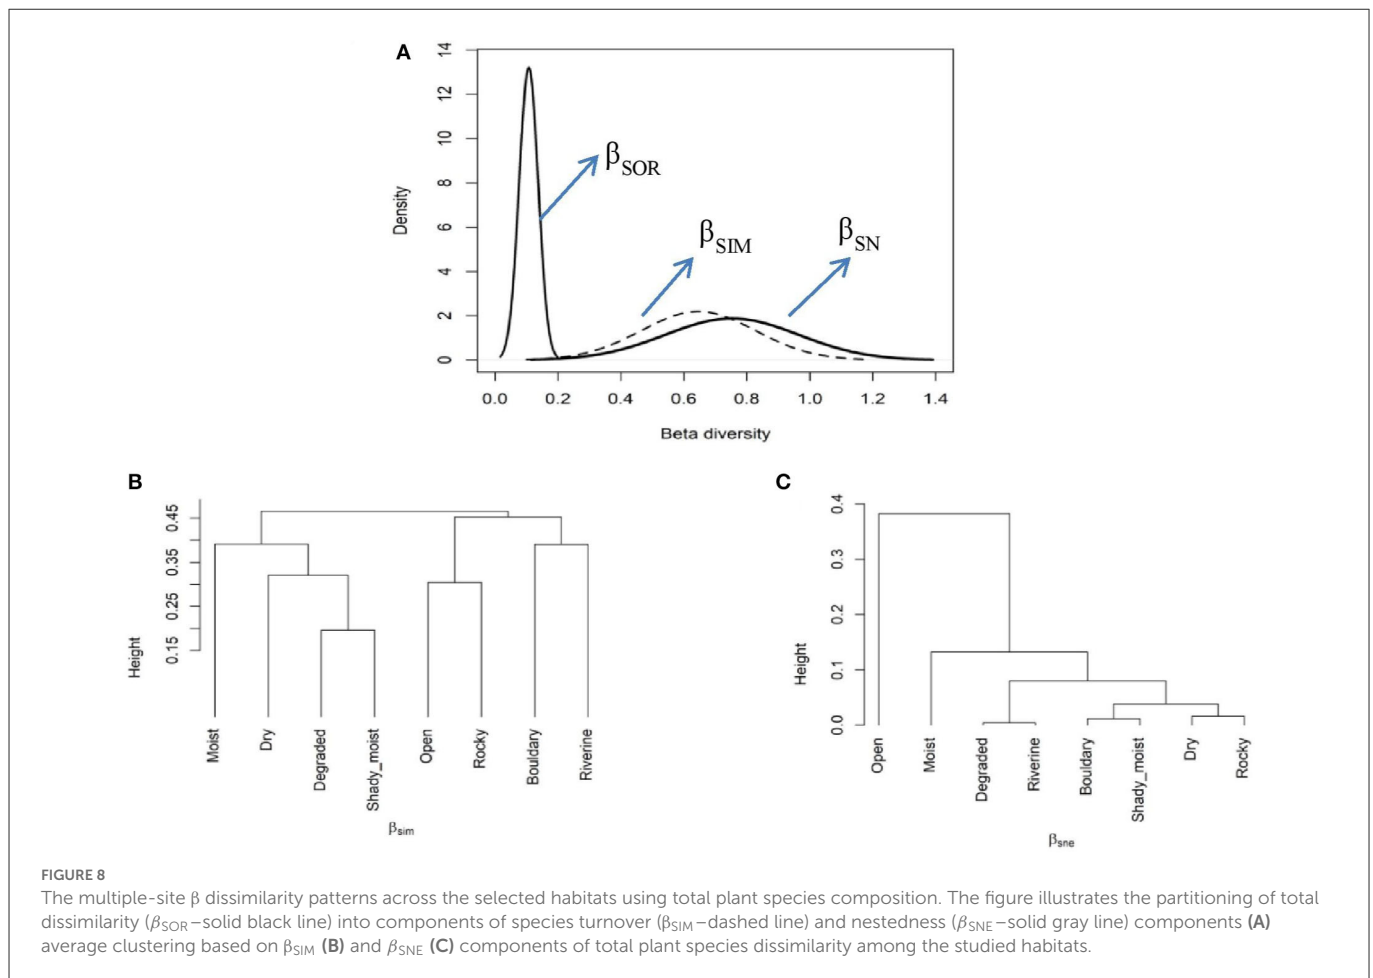 A
14
12
10
8
6
4
2
0
Density
βSOR
βSIM
βSN
0.0 0.2 0.4 0.6 0.8 1.0 1.2 1.4
Beta diversity
B
0.45
0.35
0.25
0.15
Height
Moist
Dry
Degraded
Shady_moist
Open
Rocky
Bouldary
Riverine
βsim
C
0.4
0.3
0.2
0.1
0.0
Height
Open
Moist
Degraded
Riverine
Bouldary
Shady_moist
Dry
Rocky
βsne
FIGURE 8
The multiple-site β dissimilarity patterns across the selected habitats using total plant species composition. The figure illustrates the partitioning of total
dissimilarity (βSOR–solid black line) into components of species turnover (βSIM–dashed line) and nestedness (βSNE–solid gray line) components (A)
average clustering based on βSIM (B) and βSNE (C) components of total plant species dissimilarity among the studied habitats.